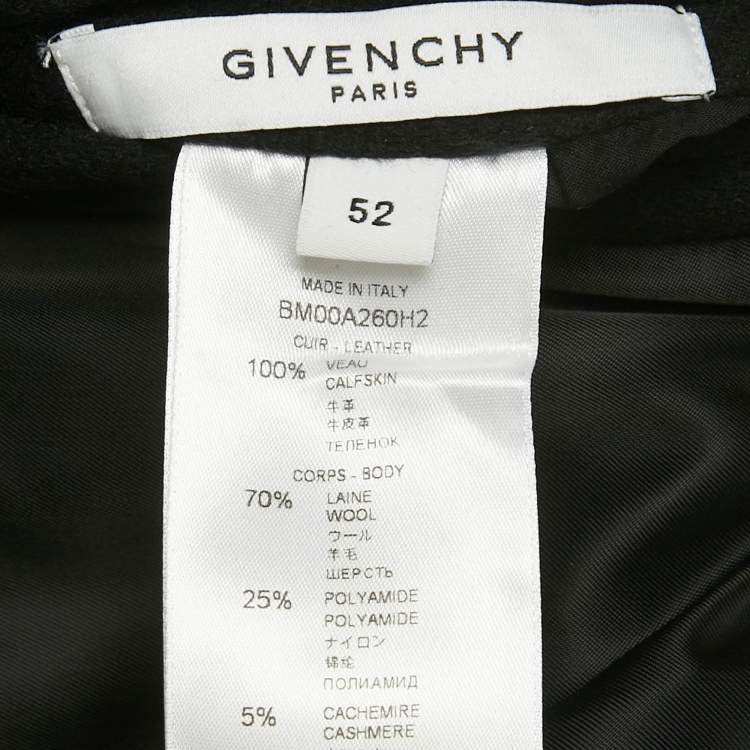 GIVENCHY
PARIS
52
MADE IN ITALY
BM00A260H2
CUIR - LEATHER
100% VEAU
CALFSKIN
牛革
牛皮革
ТЕЛЕНОК
CORPS - BODY
70% LAINE
WOOL
ウール
羊毛
ШЕРСТЬ
25% POLYAMIDE
POLYAMIDE
ナイロン
锦纶
ПОЛИАМИД
5% CACHEMIRE
CASHMERE